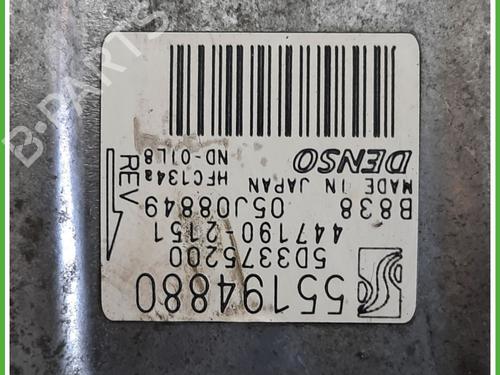 55194880
5D3375200
447190-2151
B838 05J08849
MADE IN JAPAN HFC134a
DENSO ND-OIL8
REV
B-PARTS